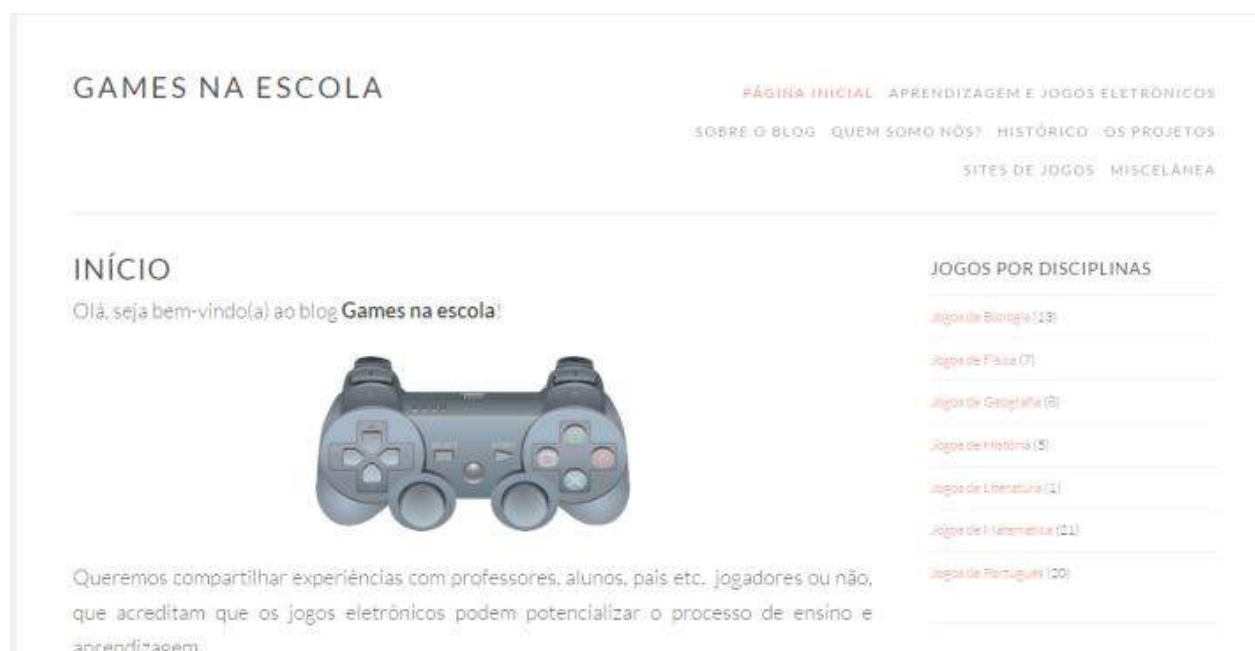 GAMES NA ESCOLA
PÁGINA INICIAL APRENDIZAGEM E JOGOS ELETRÔNICOS
SOBRE O BLOG QUEM SOMO NÓS? HISTÓRICO OS PROJETOS
SITES DE JOGOS MISCELÂNEA
INÍCIO
Olá, seja bem-vindo(a) ao blog Games na escola!
Queremos compartilhar experiências com professores, alunos, pais etc. jogadores ou não,
que acreditam que os jogos eletrônicos podem potencializar o processo de ensino e
aprendizagem.
JOGOS POR DISCIPLINAS
Jogos de Biologia (13)
Jogos de Física (7)
Jogos de Geografia (8)
Jogos de História (5)
Jogos de Literatura (1)
Jogos de Matemática (21)
Jogos de Português (20)